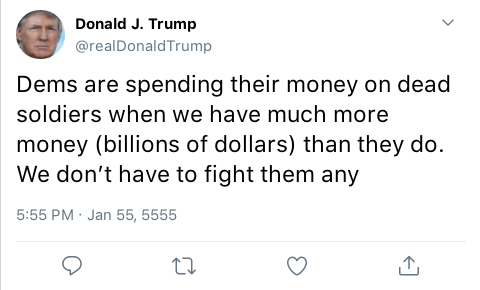 Donald J. Trump
@realDonaldTrump
Dems are spending their money on dead
soldiers when we have much more
money (billions of dollars) than they do.
We don’t have to fight them any
5:55 PM · Jan 55, 5555